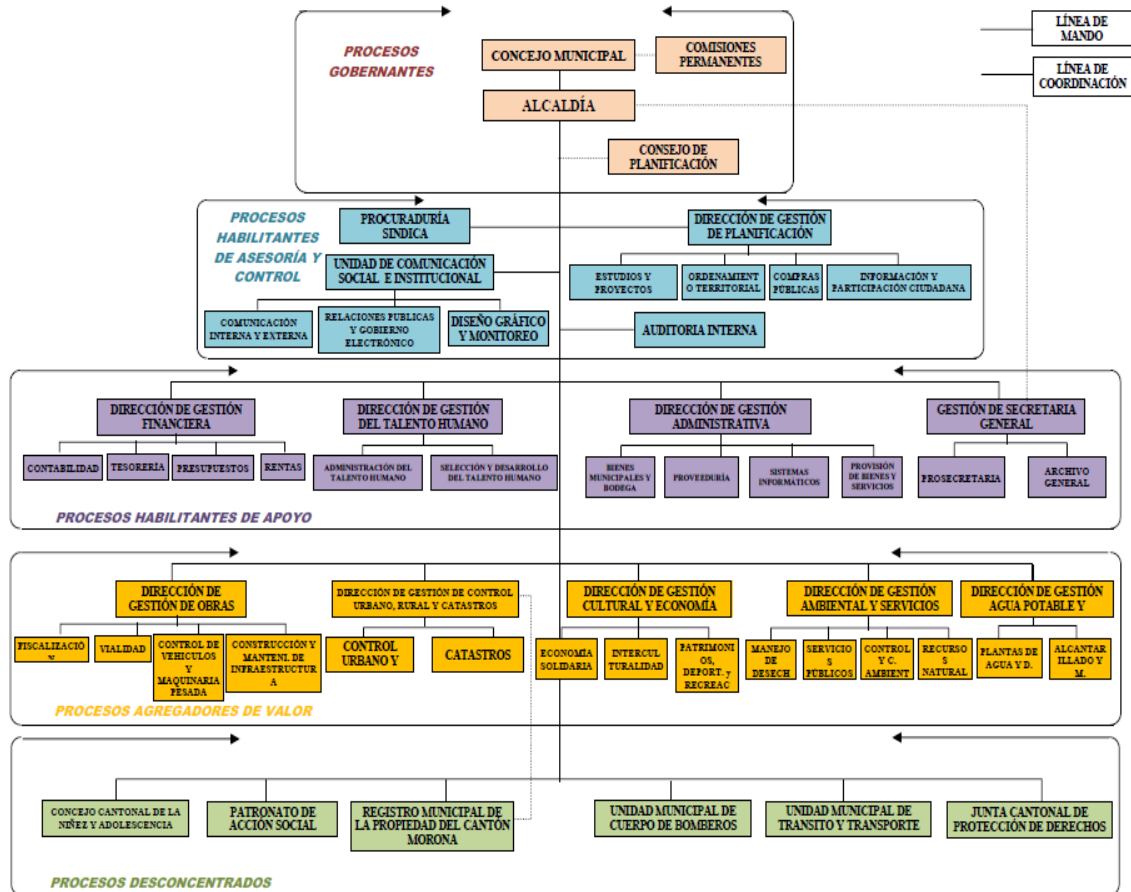 PROCESOS
GOBERNANTES
CONCEJO MUNICIPAL
COMISIONES
PERMANENTES
ALCALDÍA
CONSEJO DE
PLANIFICACIÓN
LÍNEA DE
MANDO
LÍNEA DE
COORDINACIÓN
PROCESOS
HABILITANTES
DE ASESORÍA Y
CONTROL
PROCURADURÍA
SINDICA
DIRECCIÓN DE GESTIÓN
DE PLANIFICACIÓN
UNIDAD DE COMUNICACIÓN
SOCIAL E INSTITUCIONAL
ESTUDIOS Y
PROYECTOS
ORDENAMIENT
O TERRITORIAL
COMPRAS
PÚBLICAS
INFORMACIÓN Y
PARTICIPACIÓN CIUDADANA
COMUNICACIÓN
INTERNA Y EXTERNA
RELACIONES PUBLICAS
Y GOBIERNO
ELECTRÓNICO
DISEÑO GRÁFICO
Y MONITOREO
AUDITORIA INTERNA
DIRECCIÓN DE GESTIÓN
FINANCIERA
DIRECCIÓN DE GESTIÓN
DEL TALENTO HUMANO
DIRECCIÓN DE GESTIÓN
ADMINISTRATIVA
GESTIÓN DE SECRETARIA
GENERAL
CONTABILIDAD
TESORERÍA
PRESUPUESTOS
RENTAS
ADMINISTRACIÓN DEL
TALENTO HUMANO
SELECCIÓN Y DESARROLLO
DEL TALENTO HUMANO
BIENES
MUNICIPALES Y
BODEGA
PROVEEDURÍA
SISTEMAS
INFORMÁTICOS
PROVISIÓN
DE BIENES Y
SERVICIOS
PROSECRETARIA
ARCHIVO
GENERAL
PROCESOS HABILITANTES DE APOYO
DIRECCIÓN DE
GESTIÓN DE OBRAS
DIRECCIÓN DE GESTIÓN DE CONTROL
URBANO, RURAL Y CATASTROS
DIRECCIÓN DE GESTIÓN
CULTURAL Y ECONOMÍA
DIRECCIÓN DE GESTIÓN
AMBIENTAL Y SERVICIOS
DIRECCIÓN DE GESTIÓN
AGUA POTABLE Y
FISCALIZACIÓ
VIALIDAD
CONTROL DE
VEHICULOS Y
MAQUINARIA
PESADA
CONSTRUCCIÓN Y
MANTENI. DE
INFRAESTRUCTUR
A
CONTROL
URBANO Y
CATASTROS
ECONOMÍA
SOLIDARIA
INTERCUL
TURALIDAD
PATRIMONI
OS,
DEPORT. y
RECREAC
MANEJO DE
DESECH
SERVICIO
S
PÚBLICOS
CONTROL
Y C.
AMBIENT
RECURSO
S
NATURAL
PLANTAS DE
AGUA Y D.
ALCANTAR
ILLADO Y
M.
PROCESOS AGREGADORES DE VALOR
CONCEJO CANTONAL DE LA
NIÑEZ Y ADOLESCENCIA
PATRONATO DE
ACCIÓN SOCIAL
REGISTRO MUNICIPAL DE
LA PROPIEDAD DEL CANTÓN
MORONA
UNIDAD MUNICIPAL DE
CUERPO DE BOMBEROS
UNIDAD MUNICIPAL DE
TRANSITO Y TRANSPORTE
JUNTA CANTONAL DE
PROTECCIÓN DE DERECHOS
PROCESOS DESCONCENTRADOS